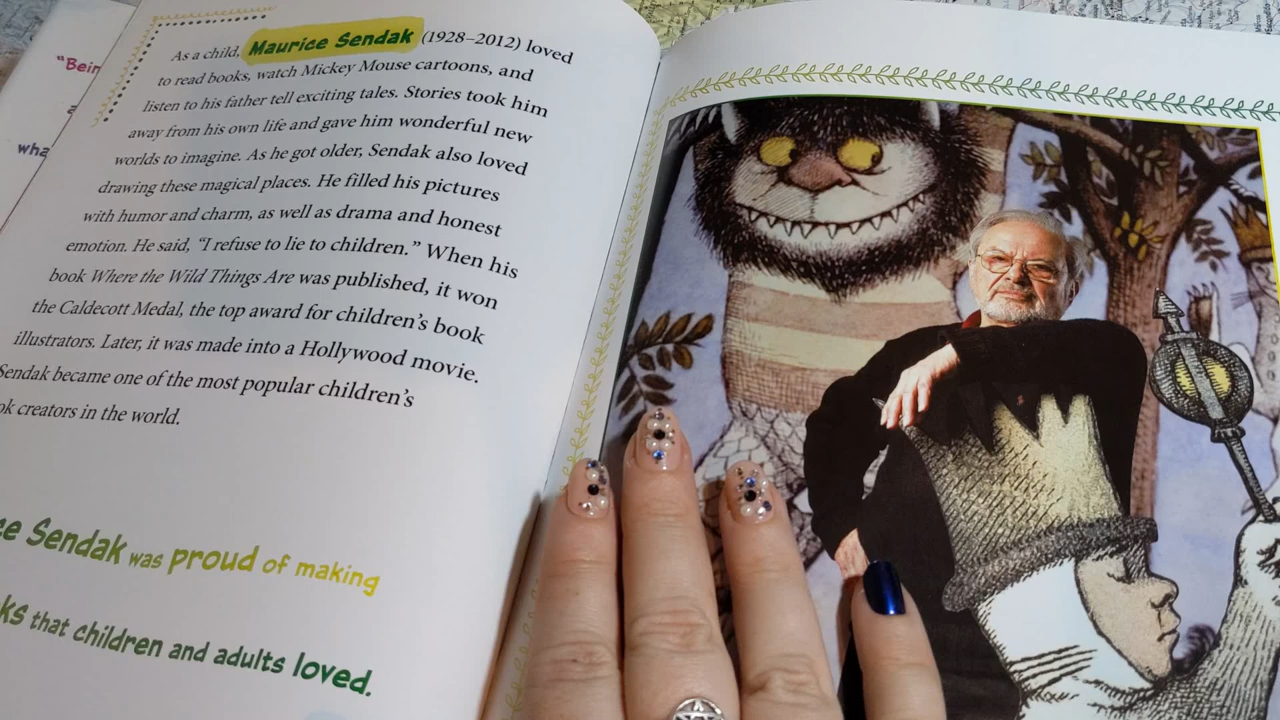 "Bein
wha
As a child, Maurice Sendak (1928–2012) loved
to read books, watch Mickey Mouse cartoons, and
listen to his father tell exciting tales. Stories took him
away from his own life and gave him wonderful new
worlds to imagine. As he got older, Sendak also loved
drawing these magical places. He filled his pictures
with humor and charm, as well as drama and honest
emotion. He said, “I refuse to lie to children.” When his
book Where the Wild Things Are was published, it won
the Caldecott Medal, the top award for children’s book
illustrators. Later, it was made into a Hollywood movie.
Sendak became one of the most popular children’s
ok creators in the world.
ce Sendak was proud of making
ks that children and adults loved.